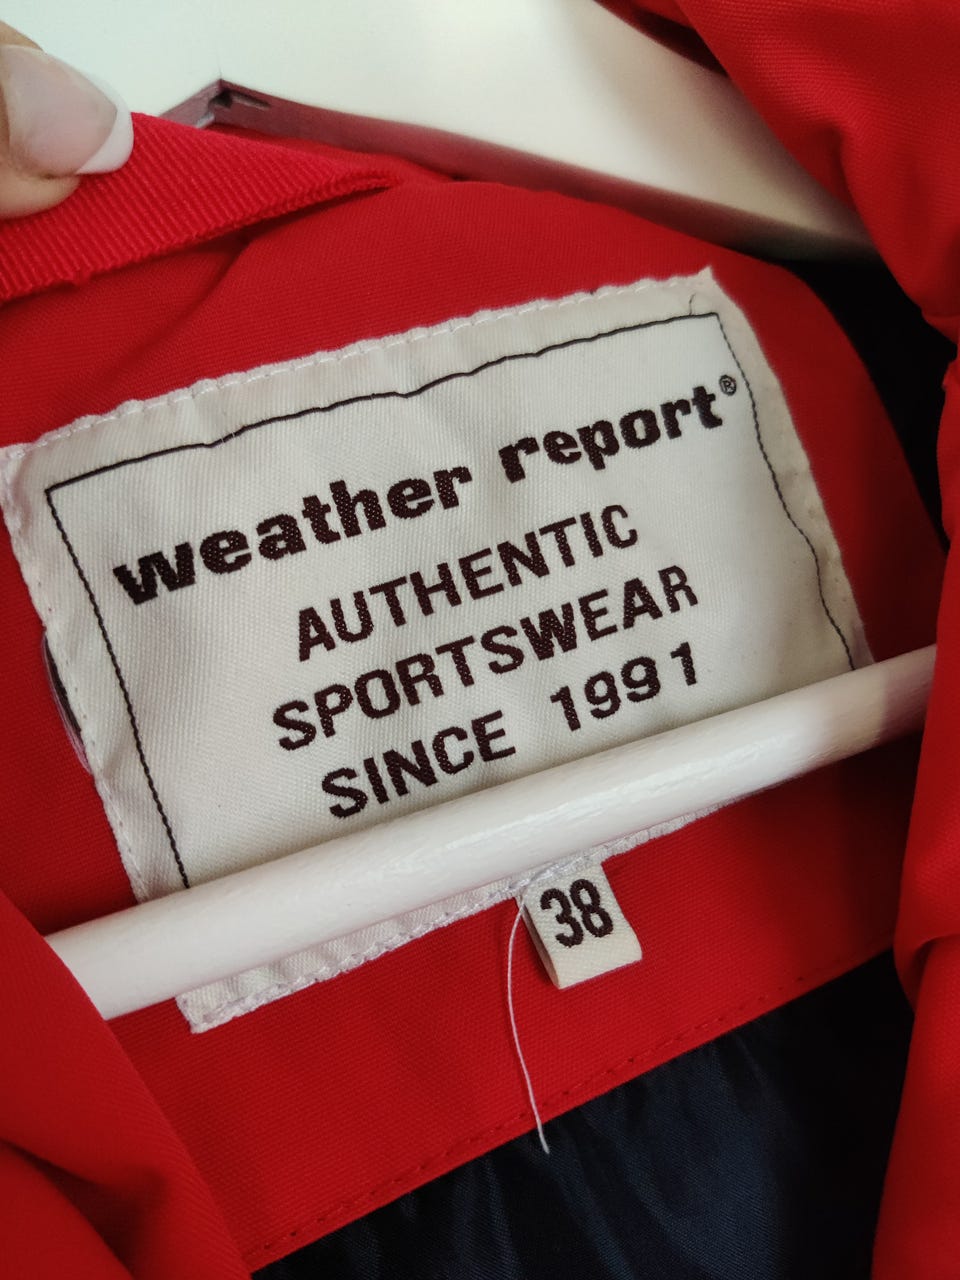 weather report®
AUTHENTIC
SPORTSWEAR
SINCE 1991
38